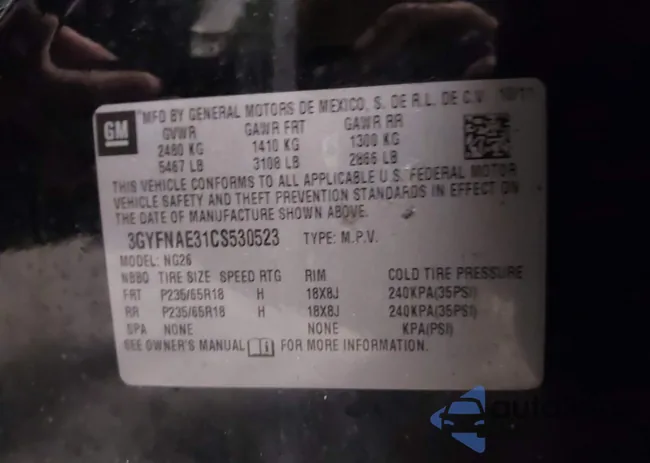 MFD BY GENERAL MOTORS DE MEXICO, S. DE R.L. DE C.V. 10/11
GM
GVWR GAWR FRT GAWR RR
2480 KG 1410 KG 1300 KG
5467 LB 3108 LB 2866 LB
THIS VEHICLE CONFORMS TO ALL APPLICABLE U.S. FEDERAL MOTOR
VEHICLE SAFETY AND THEFT PREVENTION STANDARDS IN EFFECT ON
THE DATE OF MANUFACTURE SHOWN ABOVE.
3GYFNAE31CS530523 TYPE: M.P.V.
MODEL: NG26
NBBQ TIRE SIZE SPEED RTG RIM COLD TIRE PRESSURE
FRT P235/65R18 H 18X8J 240KPA(35PSI)
RR P235/65R18 H 18X8J 240KPA(35PSI)
SPA NONE NONE KPA(PSI)
SEE OWNER'S MANUAL FOR MORE INFORMATION.